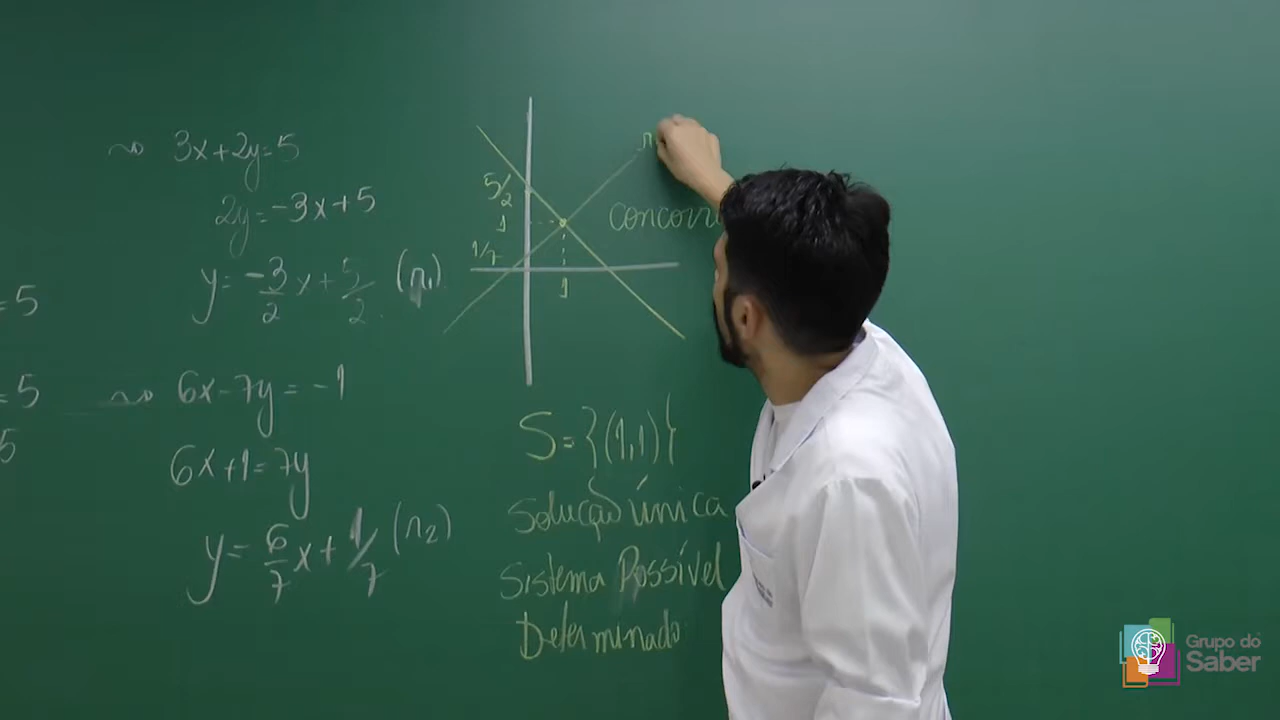 =5
=5
5
~> 3x+2y=5
2y=-3x+5
y=-3/2 x+5/2 (r1)
~> 6x-7y=-1
6x+1=7y
y=6/7 x+1/7 (r2)
5/2
1
1/7
1
r
S={(1,1)}
Solução única
Sistema Possível
Determinado
Grupo do
Saber